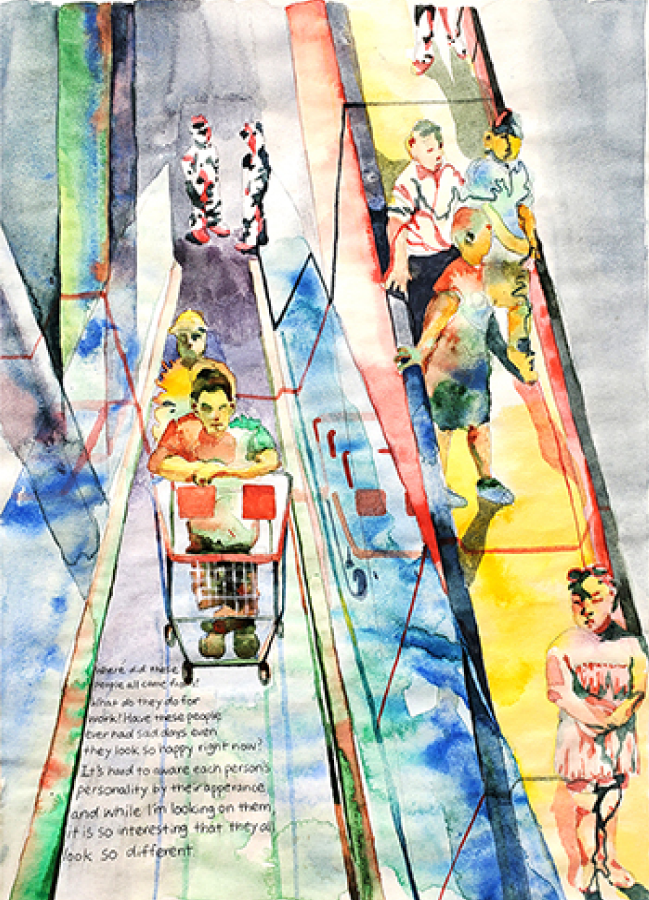 Where did these
people all come from?
What do they do for
work? Have these people
ever had sad days even
they look so happy right now?
It's hard to aware each person's
personality by their apperance
and while I'm looking on them,
it is so interesting that they all
look so different.